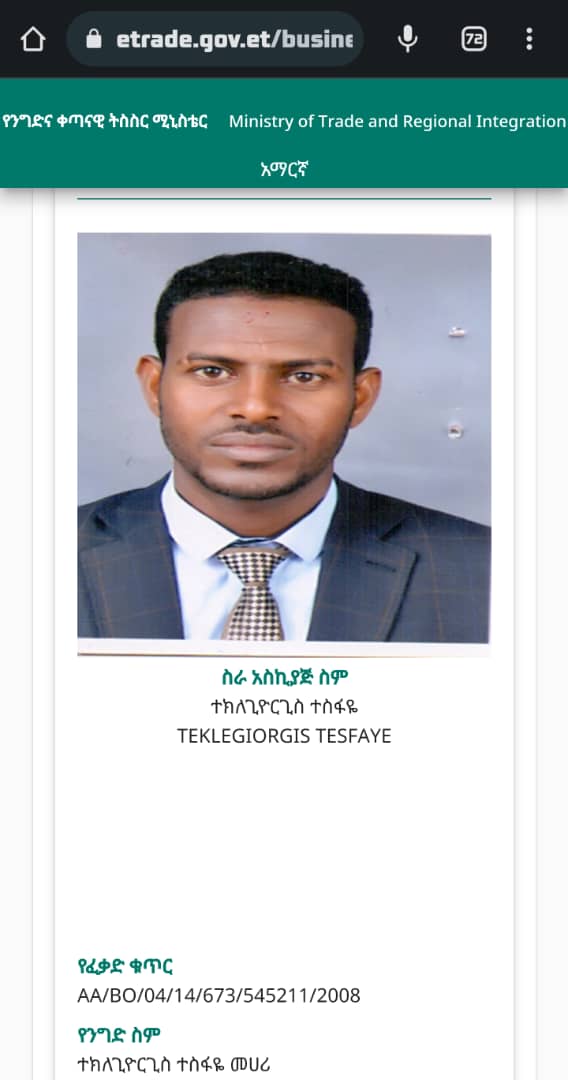 etrade.gov.et/busine
72
የንግድና ቀጣናዊ ትስስር ሚኒስቴር Ministry of Trade and Regional Integration
አማርኛ
ስራ አስኪያጅ ስም
ተክለጊዮርጊስ ተስፋዬ
TEKLEGIORGIS TESFAYE
የፈቃድ ቁጥር
AA/BO/04/14/673/545211/2008
የንግድ ስም
ተክለጊዮርጊስ ተስፋዬ መሀሪ